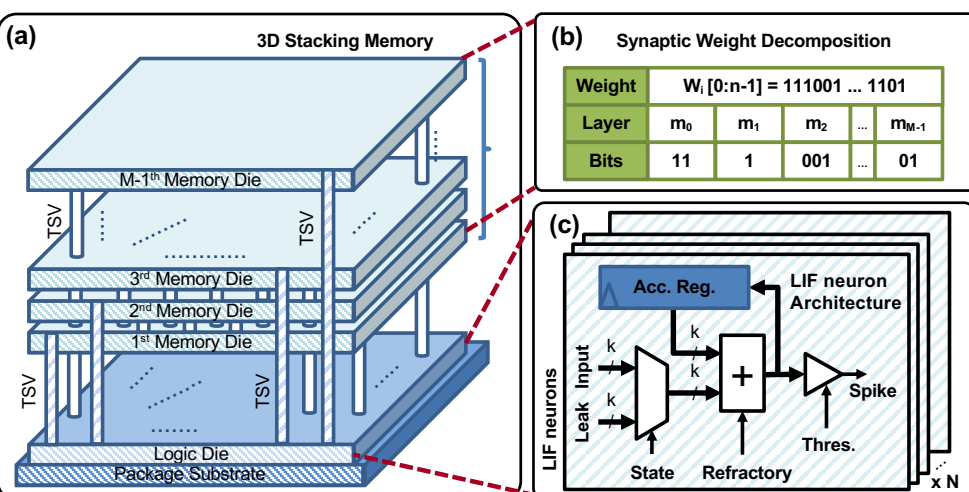 (a)
3D Stacking Memory
M-1th Memory Die
TSV
TSV
3rd Memory Die
2nd Memory Die
1st Memory Die
TSV
TSV
Logic Die
Package Substrate
(b)
Synaptic Weight Decomposition
Weight Wi [0:n-1] = 111001 ... 1101
Layer m0 m1 m2 ... mM-1
Bits 11 1 001 ... 01
(c)
Acc. Reg.
LIF neuron
Architecture
k
k
k
k
Input
Leak
+
Spike
Thres.
State
Refractory
LIF neurons
... x N